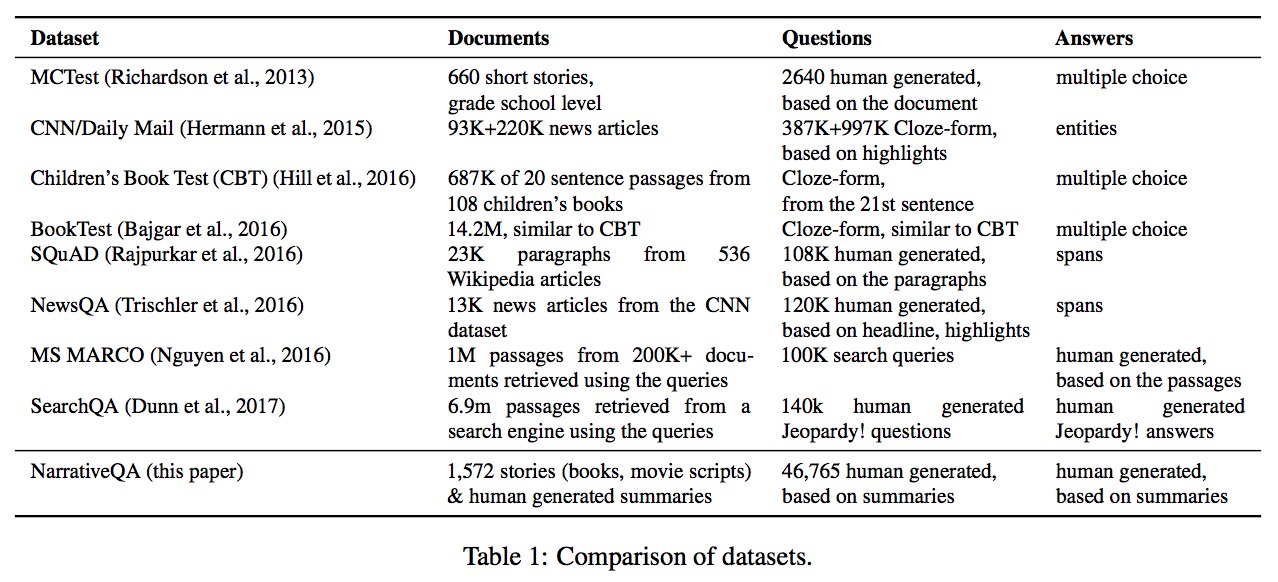 Dataset Documents Questions Answers
MCTest (Richardson et al., 2013) 660 short stories, 2640 human generated, multiple choice
grade school level based on the document
CNN/Daily Mail (Hermann et al., 2015) 93K+220K news articles 387K+997K Cloze-form, entities
based on highlights
Children's Book Test (CBT) (Hill et al., 2016) 687K of 20 sentence passages from Cloze-form, multiple choice
108 children's books from the 21st sentence
BookTest (Bajgar et al., 2016) 14.2M, similar to CBT Cloze-form, similar to CBT multiple choice
SQuAD (Rajpurkar et al., 2016) 23K paragraphs from 536 108K human generated, spans
Wikipedia articles based on the paragraphs
NewsQA (Trischler et al., 2016) 13K news articles from the CNN 120K human generated, spans
dataset based on headline, highlights
MS MARCO (Nguyen et al., 2016) 1M passages from 200K+ docu- 100K search queries human generated,
ments retrieved using the queries based on the passages
SearchQA (Dunn et al., 2017) 6.9m passages retrieved from a 140k human generated human generated
search engine using the queries Jeopardy! questions Jeopardy! answers
NarrativeQA (this paper) 1,572 stories (books, movie scripts) 46,765 human generated, human generated,
& human generated summaries based on summaries based on summaries
Table 1: Comparison of datasets.